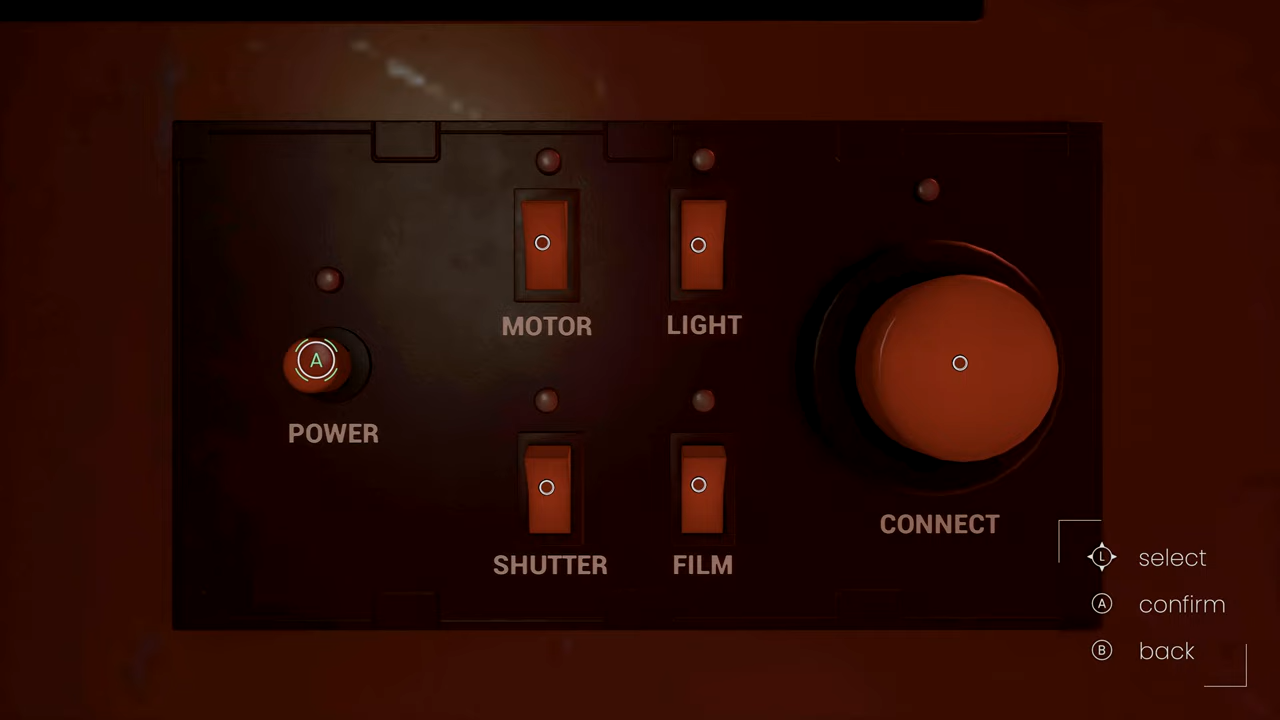 MOTOR
LIGHT
A
POWER
CONNECT
SHUTTER
FILM
L select
A confirm
B back